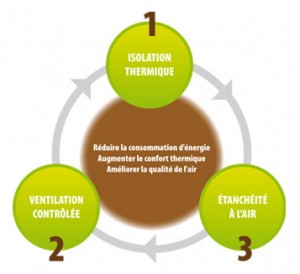 1
ISOLATION
THERMIQUE
Réduire la consommation d'énergie
Augmenter le confort thermique
Améliorer la qualité de l'air
VENTILATION
CONTRÔLÉE
2
ÉTANCHÉITÉ
À L'AIR
3